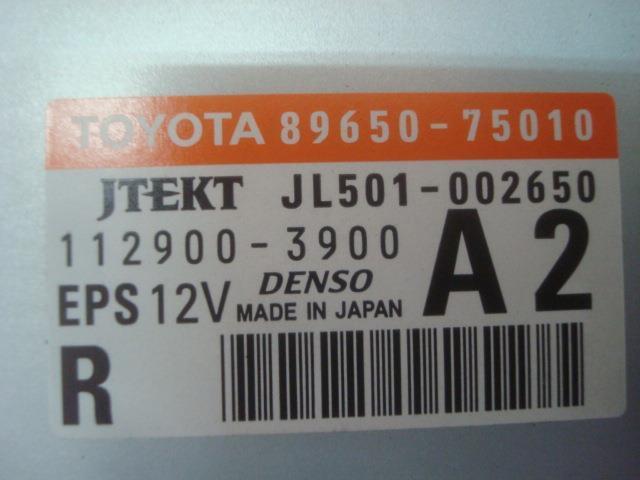 TOYOTA 89650-75010
JTEKT JL501-002650
112900-3900 A2
EPS 12V DENSO
MADE IN JAPAN
R